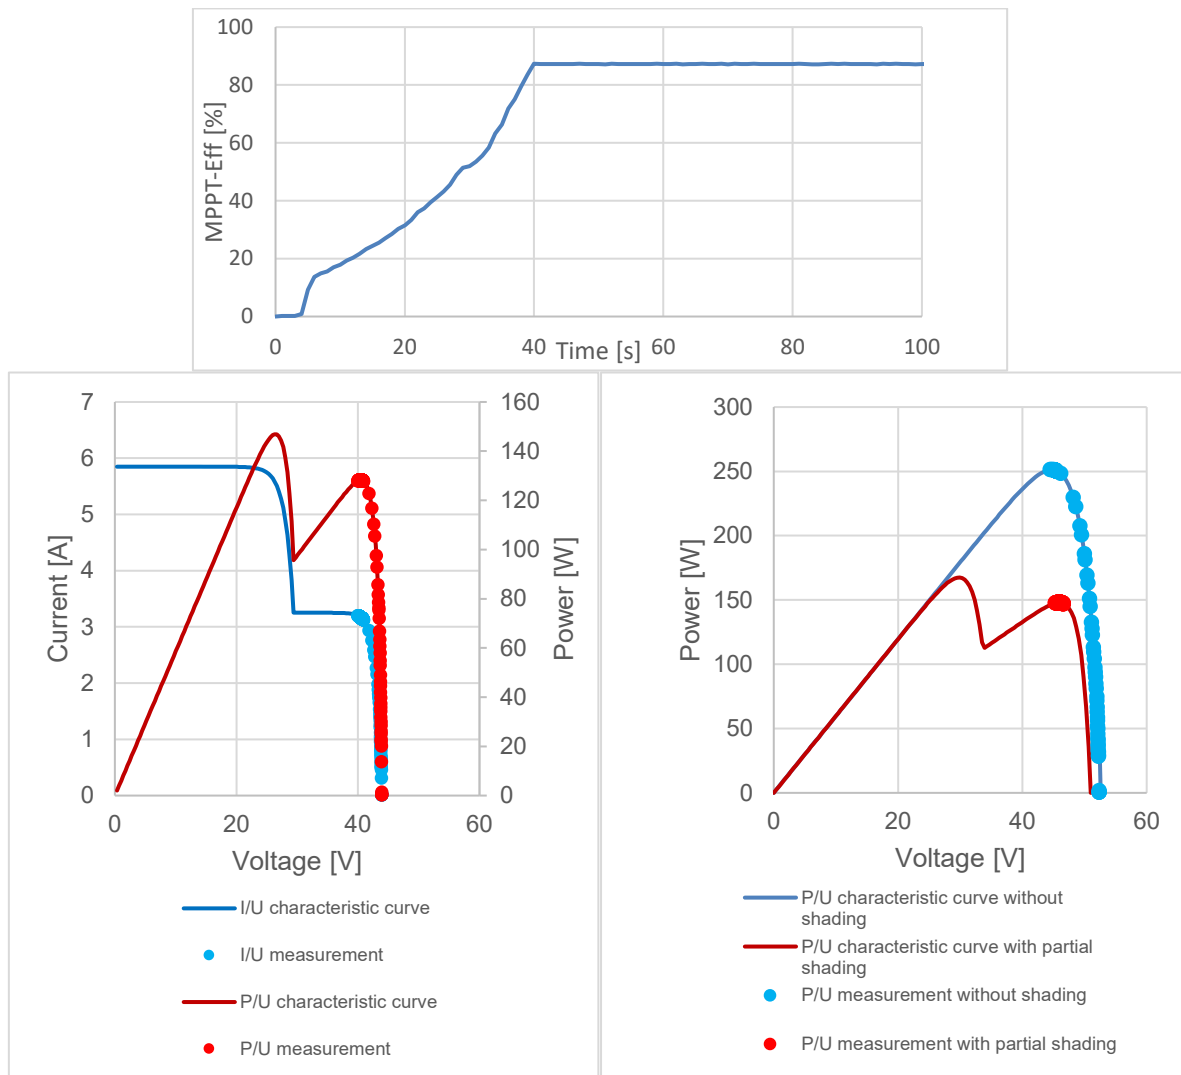 100
80
60
40
20
0
MPPT-Eff [%]
0 20 40 60 80 100
Time [s]
7
6
5
4
3
2
1
0
Current [A]
160
140
120
100
80
60
40
20
0
Power [W]
0 20 40 60
Voltage [V]
I/U characteristic curve
I/U measurement
P/U characteristic curve
P/U measurement
300
250
200
150
100
50
0
Power [W]
0 20 40 60
Voltage [V]
P/U characteristic curve without
shading
P/U characteristic curve with partial
shading
P/U measurement without shading
P/U measurement with partial shading